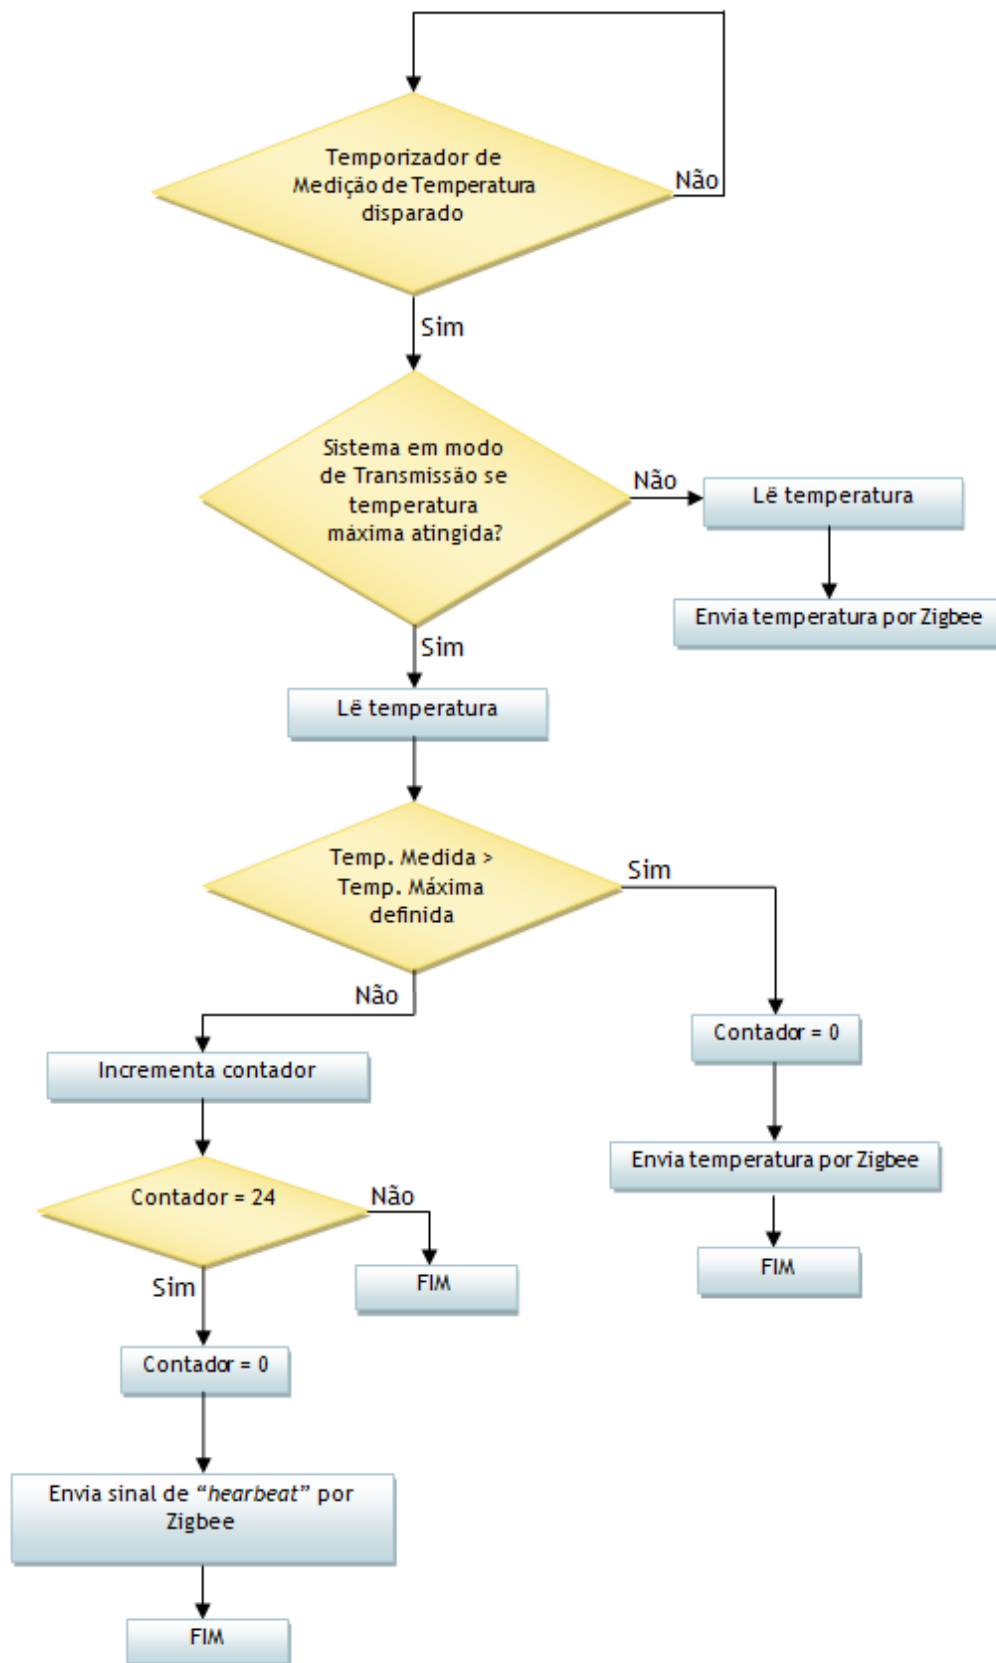 Temporizador de
Medição de Temperatura
disparado
Não
Sim
Sistema em modo
de Transmissão se
temperatura
máxima atingida?
Não
Lê temperatura
Envia temperatura por Zigbee
Sim
Lê temperatura
Temp. Medida >
Temp. Máxima
definida
Sim
Não
Contador = 0
Incrementa contador
Envia temperatura por Zigbee
Contador = 24
Não
FIM
FIM
Sim
Contador = 0
Envia sinal de “hearbeat” por
Zigbee
FIM